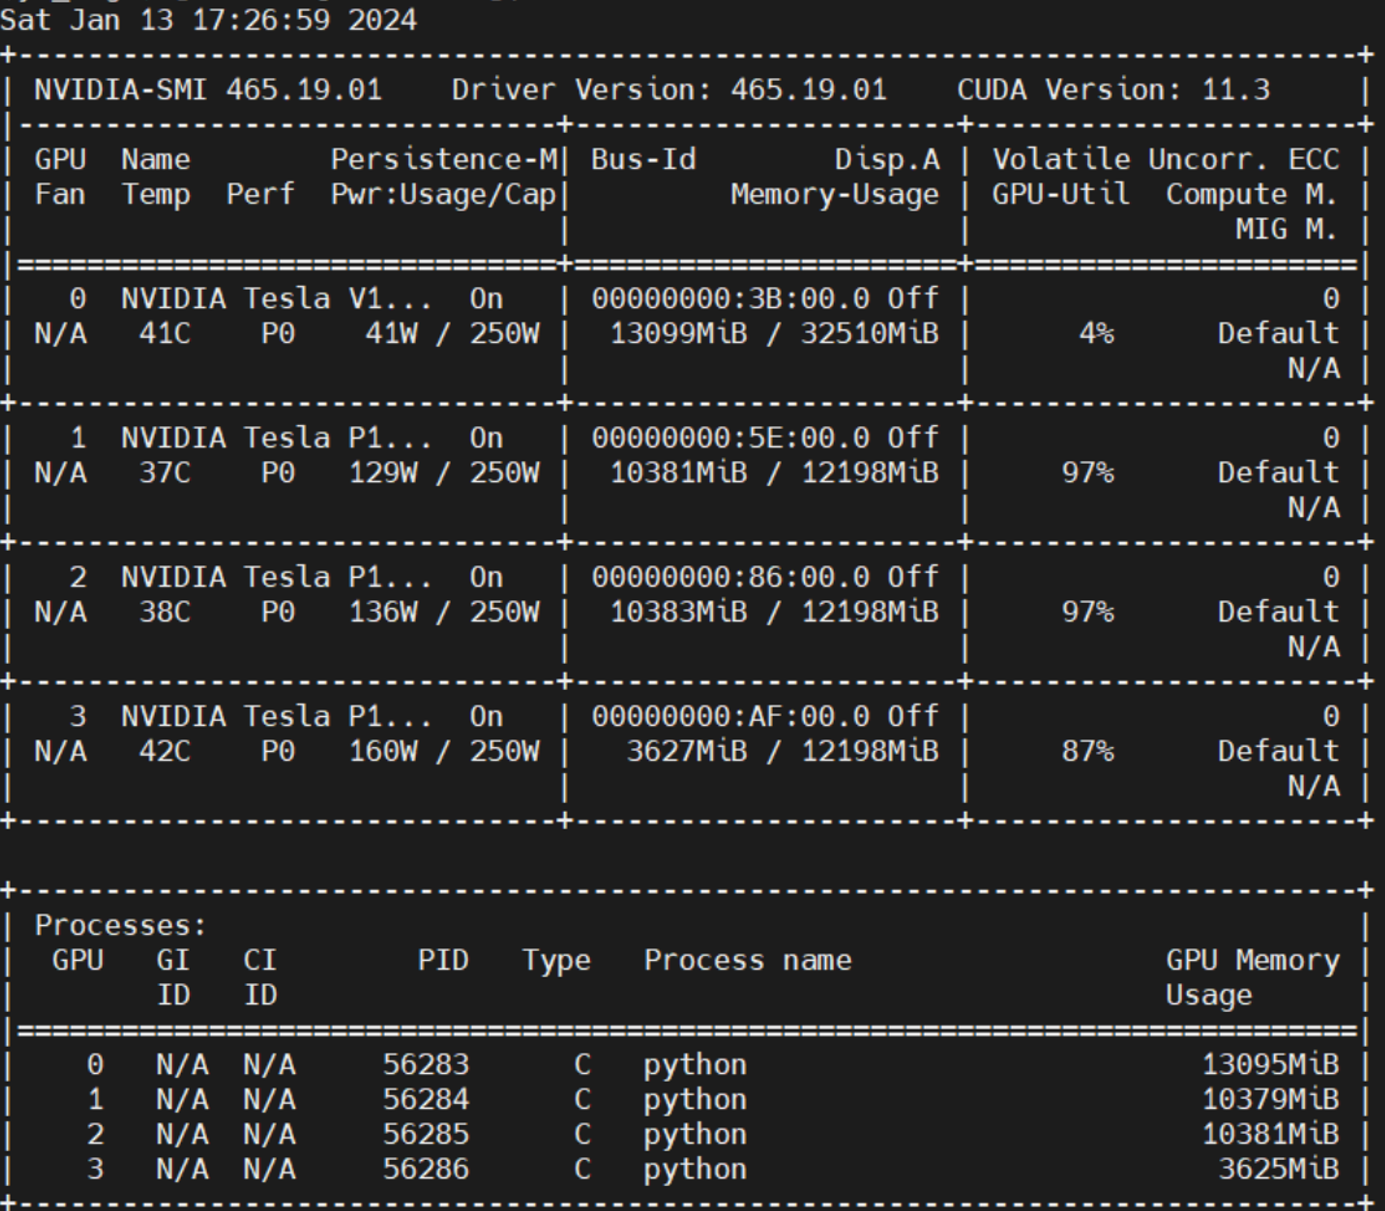 Sat Jan 13 17:26:59 2024
+-----------------------------------------------------------------------------+
| NVIDIA-SMI 465.19.01    Driver Version: 465.19.01    CUDA Version: 11.3     |
|-------------------------------+----------------------+----------------------+
| GPU  Name        Persistence-M| Bus-Id        Disp.A | Volatile Uncorr. ECC |
| Fan  Temp  Perf  Pwr:Usage/Cap|         Memory-Usage | GPU-Util  Compute M. |
|                               |                      |               MIG M. |
|===============================+======================+======================|
|   0  NVIDIA Tesla V1...  On   | 00000000:3B:00.0 Off |                    0 |
| N/A   41C    P0    41W / 250W |  13099MiB / 32510MiB |      4%      Default |
|                               |                      |                  N/A |
+-------------------------------+----------------------+----------------------+
|   1  NVIDIA Tesla P1...  On   | 00000000:5E:00.0 Off |                    0 |
| N/A   37C    P0   129W / 250W |  10381MiB / 12198MiB |     97%      Default |
|                               |                      |                  N/A |
+-------------------------------+----------------------+----------------------+
|   2  NVIDIA Tesla P1...  On   | 00000000:86:00.0 Off |                    0 |
| N/A   38C    P0   136W / 250W |  10383MiB / 12198MiB |     97%      Default |
|                               |                      |                  N/A |
+-------------------------------+----------------------+----------------------+
|   3  NVIDIA Tesla P1...  On   | 00000000:AF:00.0 Off |                    0 |
| N/A   42C    P0   160W / 250W |   3627MiB / 12198MiB |     87%      Default |
|                               |                      |                  N/A |
+-------------------------------+----------------------+----------------------+

+-----------------------------------------------------------------------------+
| Processes:                                                                  |
|  GPU   GI   CI        PID   Type   Process name                  GPU Memory |
|        ID   ID                                                   Usage      |
|=============================================================================|
|    0   N/A  N/A     56283      C   python                          13095MiB |
|    1   N/A  N/A     56284      C   python                          10379MiB |
|    2   N/A  N/A     56285      C   python                          10381MiB |
|    3   N/A  N/A     56286      C   python                           3625MiB |
+-----------------------------------------------------------------------------+